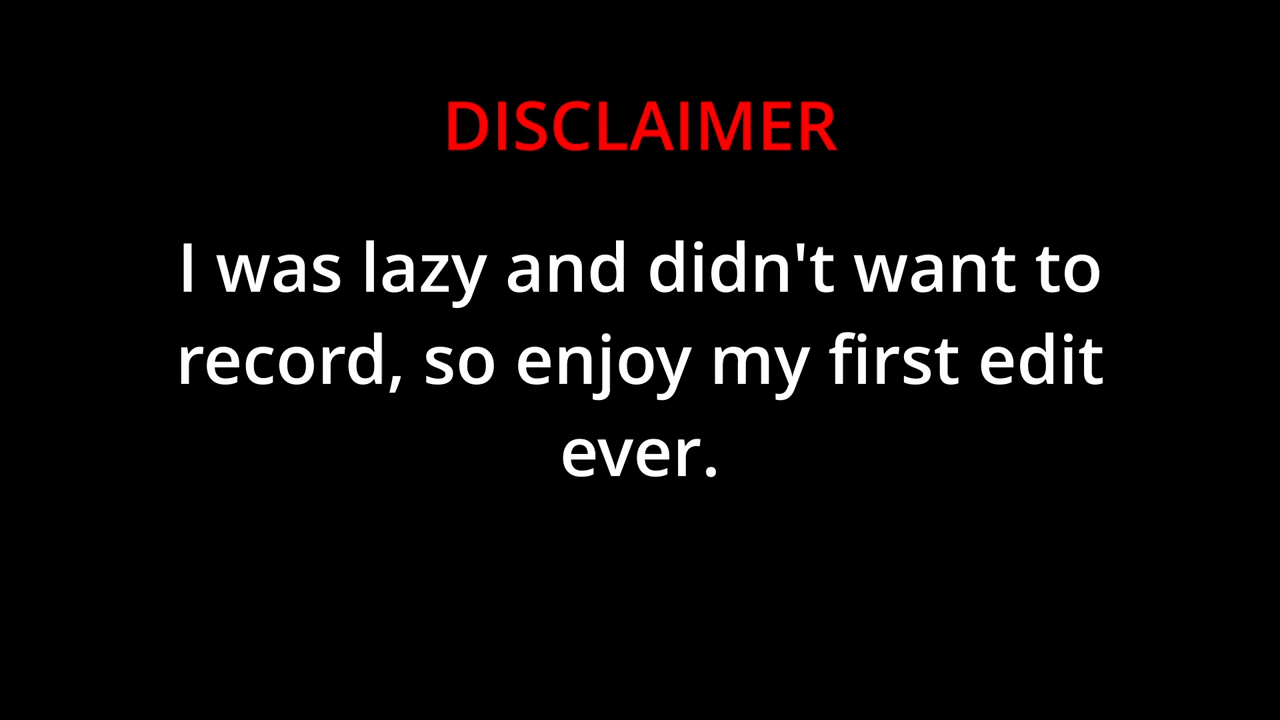 DISCLAIMER
I was lazy and didn't want to
record, so enjoy my first edit
ever.